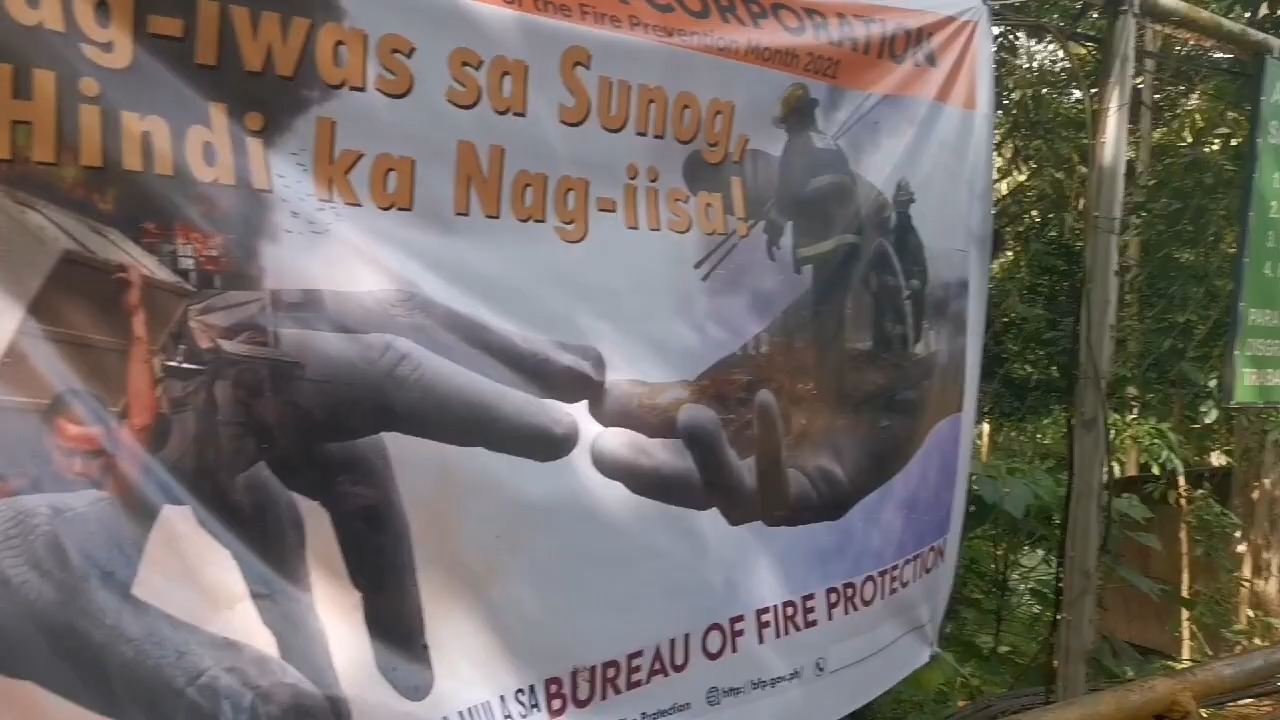 CORPORATION
of the Fire Prevention Month 2021
ag-Iwas sa Sunog,
Hindi ka Nag-iisa!
MULA SA BUREAU OF FIRE PROTECTION
Protection http://bfp.gov.ph/